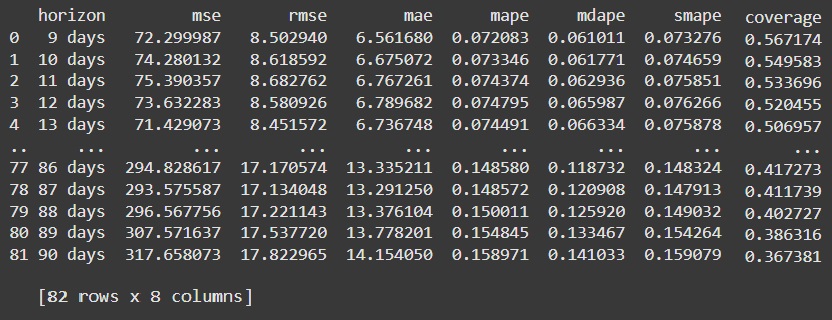 horizon mse rmse mae mape mdape smape coverage
0 9 days 72.299987 8.502940 6.561680 0.072083 0.061011 0.073276 0.567174
1 10 days 74.280132 8.618592 6.675072 0.073346 0.061771 0.074659 0.549583
2 11 days 75.390357 8.682762 6.767261 0.074374 0.062936 0.075851 0.533696
3 12 days 73.632283 8.580926 6.789682 0.074795 0.065987 0.076266 0.520455
4 13 days 71.429073 8.451572 6.736748 0.074491 0.066334 0.075878 0.506957
.. ... ... ... ... ... ... ... ...
77 86 days 294.828617 17.170574 13.335211 0.148580 0.118732 0.148324 0.417273
78 87 days 293.575587 17.134048 13.291250 0.148572 0.120908 0.147913 0.411739
79 88 days 296.567756 17.221143 13.376104 0.150011 0.125920 0.149032 0.402727
80 89 days 307.571637 17.537720 13.778201 0.154845 0.133467 0.154264 0.386316
81 90 days 317.658073 17.822965 14.154050 0.158971 0.141033 0.159079 0.367381
[82 rows x 8 columns]